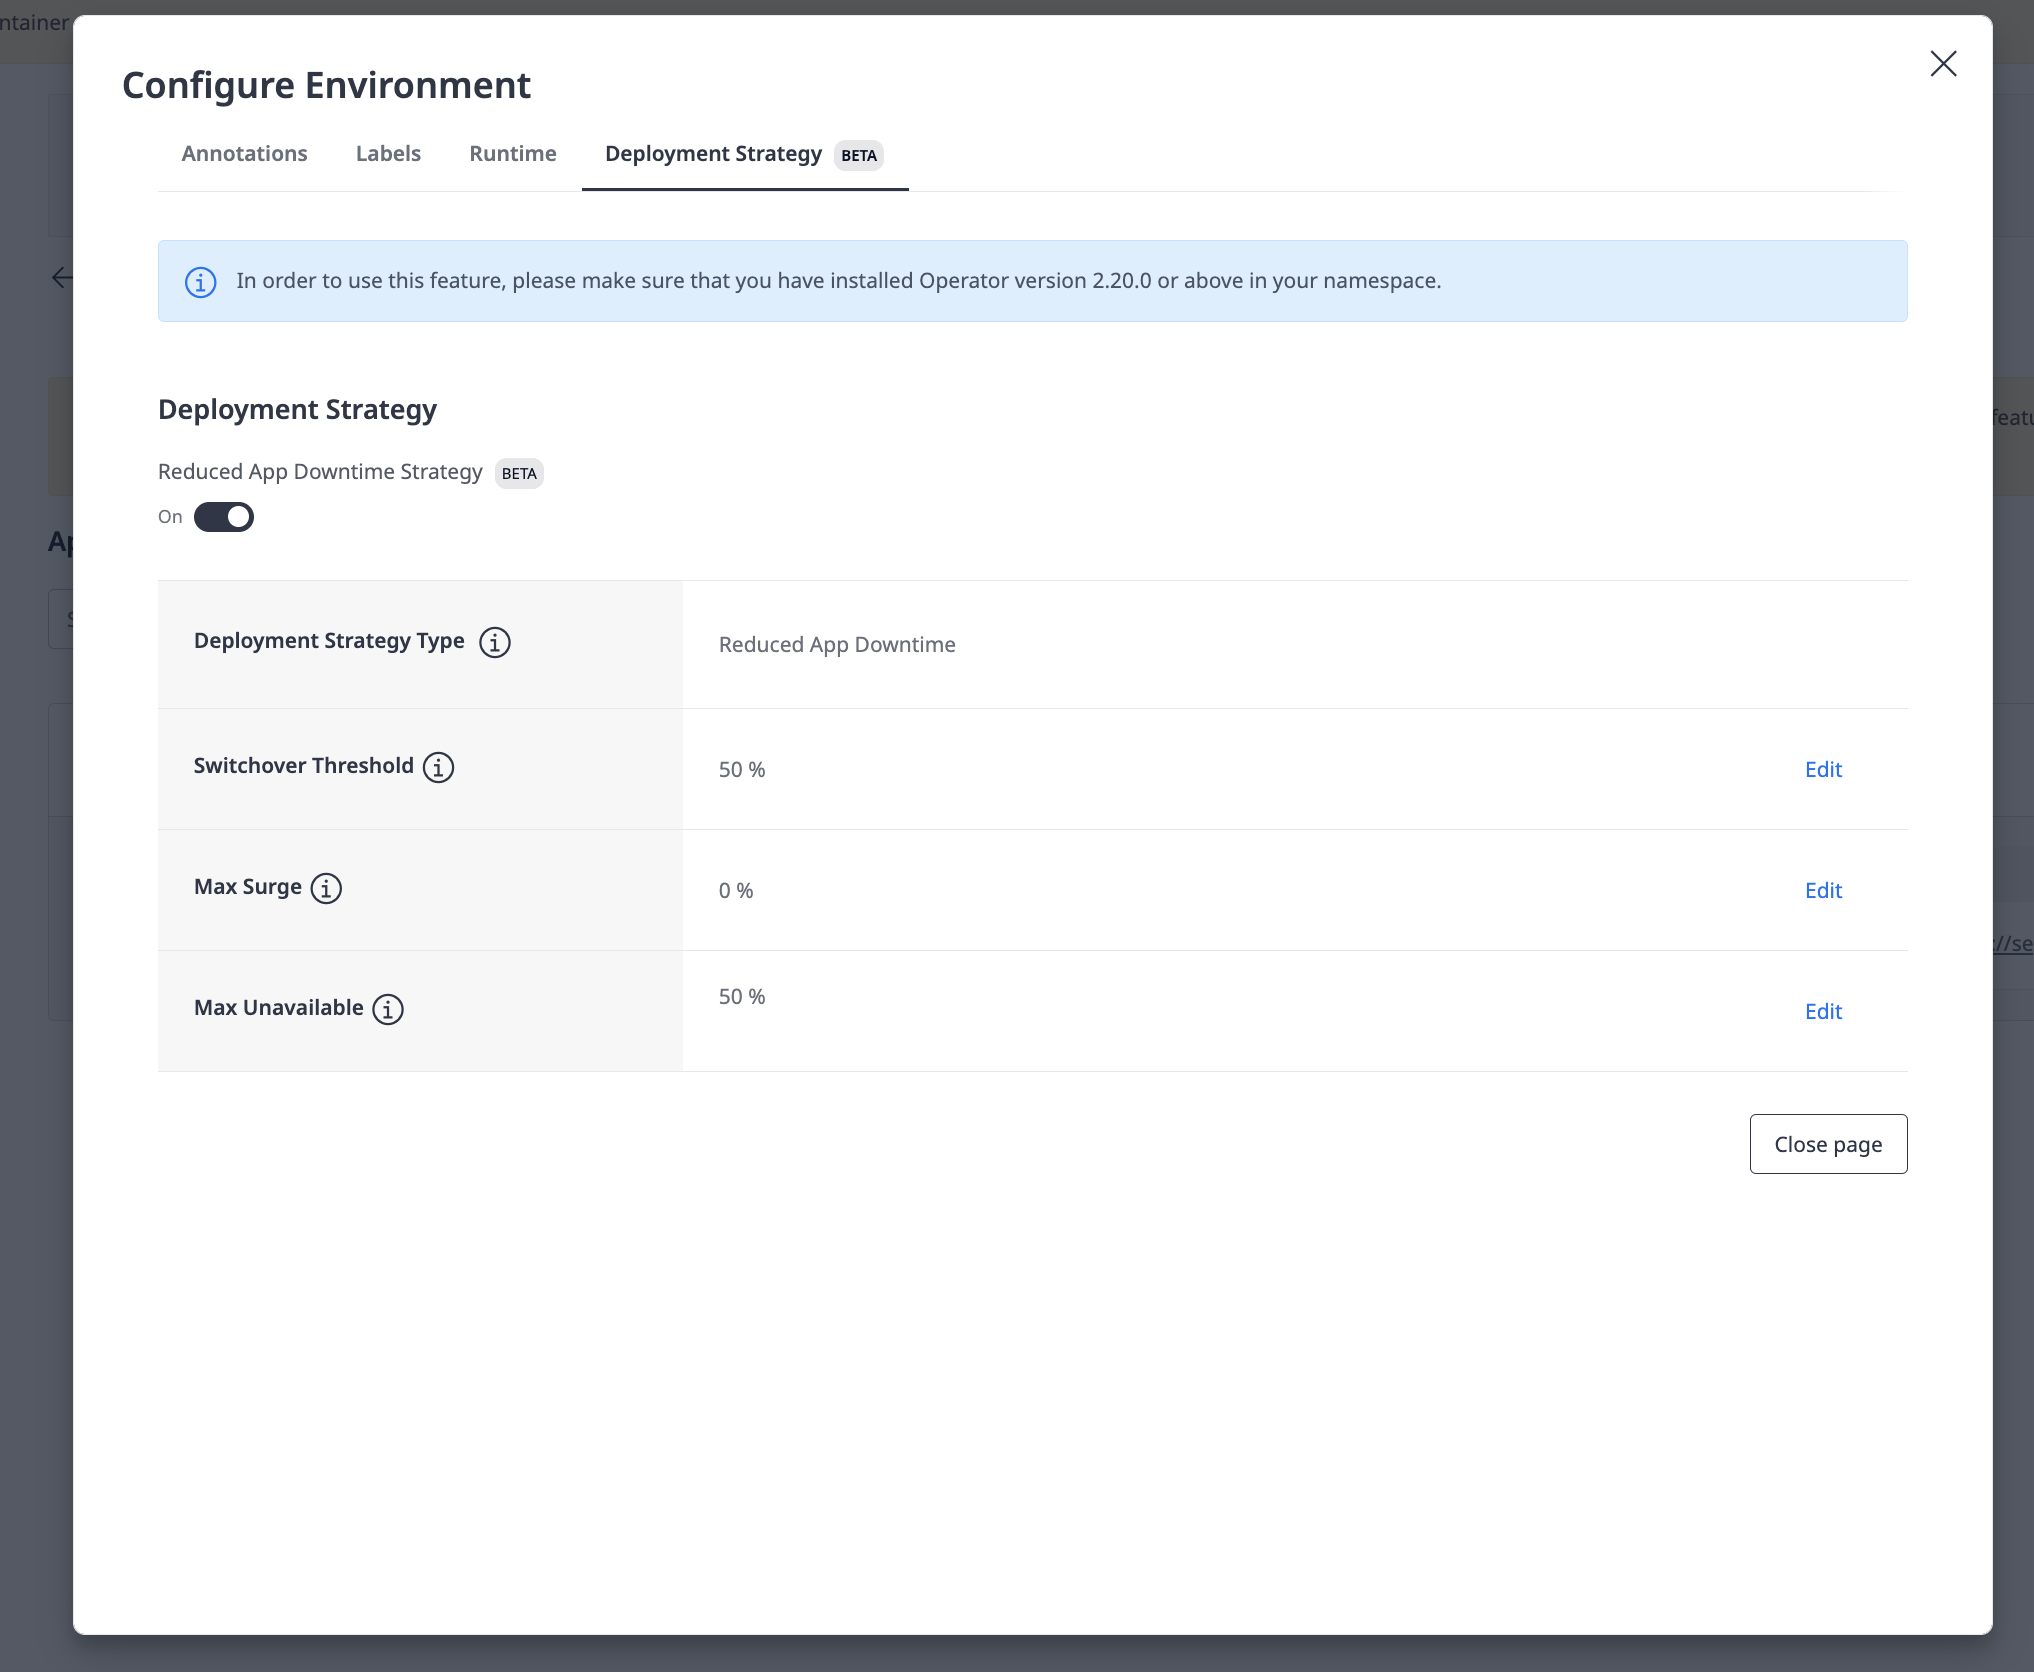 Configure Environment
Annotations Labels Runtime Deployment Strategy BETA
In order to use this feature, please make sure that you have installed Operator version 2.20.0 or above in your namespace.
Deployment Strategy
Reduced App Downtime Strategy BETA
On
Deployment Strategy Type Reduced App Downtime
Switchover Threshold 50 % Edit
Max Surge 0 % Edit
Max Unavailable 50 % Edit
Close page